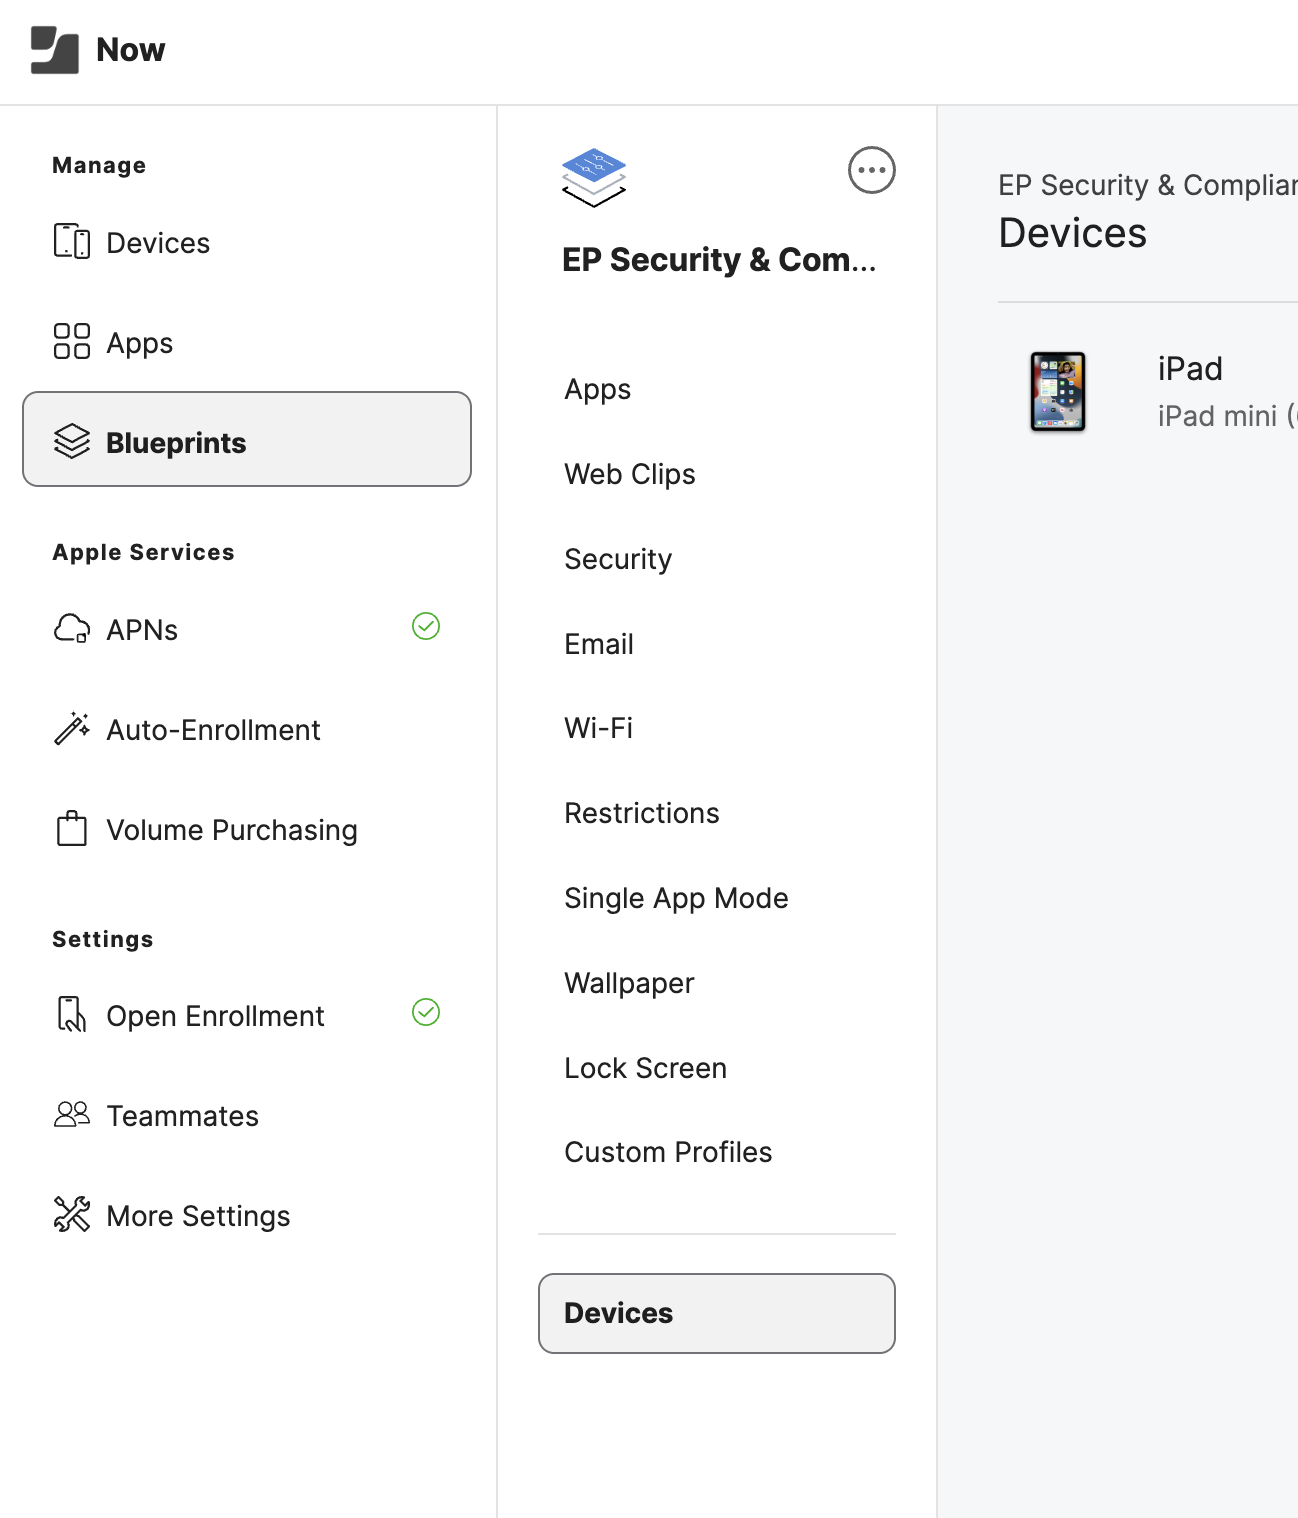 Now
Manage
Devices
Apps
Blueprints
Apple Services
APNs
Auto-Enrollment
Volume Purchasing
Settings
Open Enrollment
Teammates
More Settings
EP Security & Com...
Apps
Web Clips
Security
Email
Wi-Fi
Restrictions
Single App Mode
Wallpaper
Lock Screen
Custom Profiles
Devices
EP Security & Complian
Devices
iPad
iPad mini (